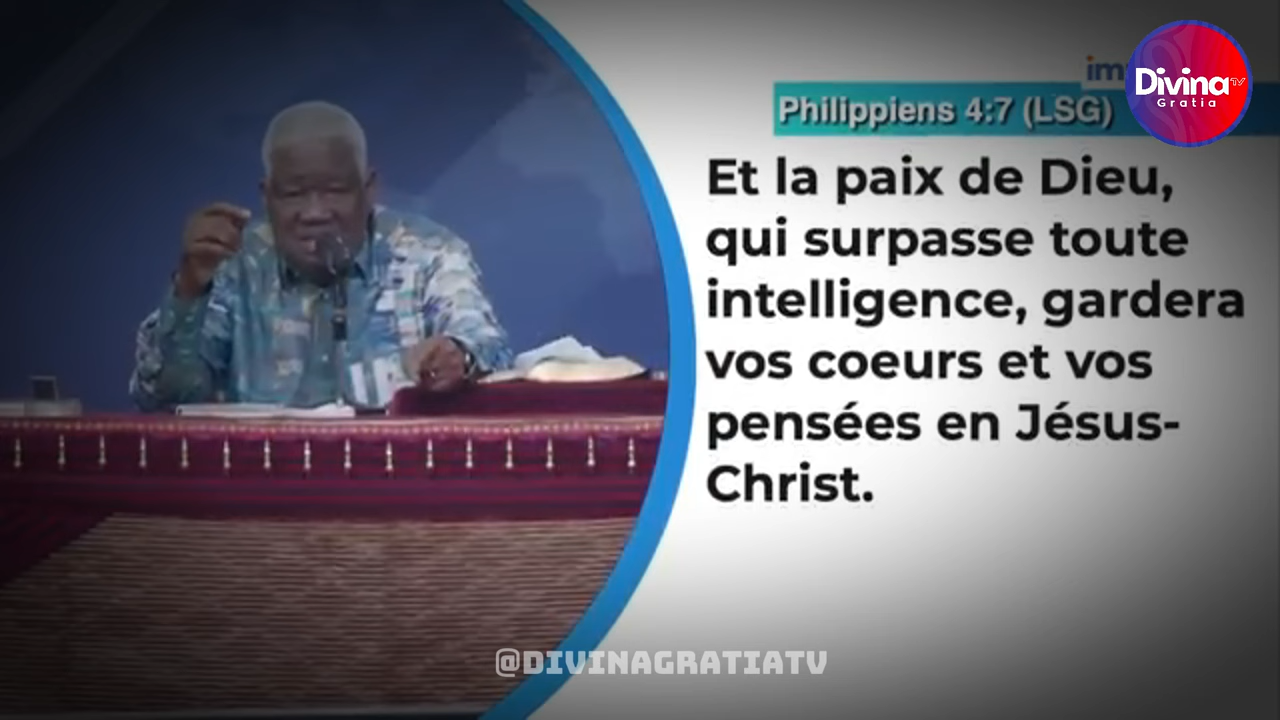 Divina TV
Gratia
Philippiens 4:7 (LSG)
Et la paix de Dieu,
qui surpasse toute
intelligence, gardera
vos coeurs et vos
pensées en Jésus-
Christ.
@DIVINAGRATIATV